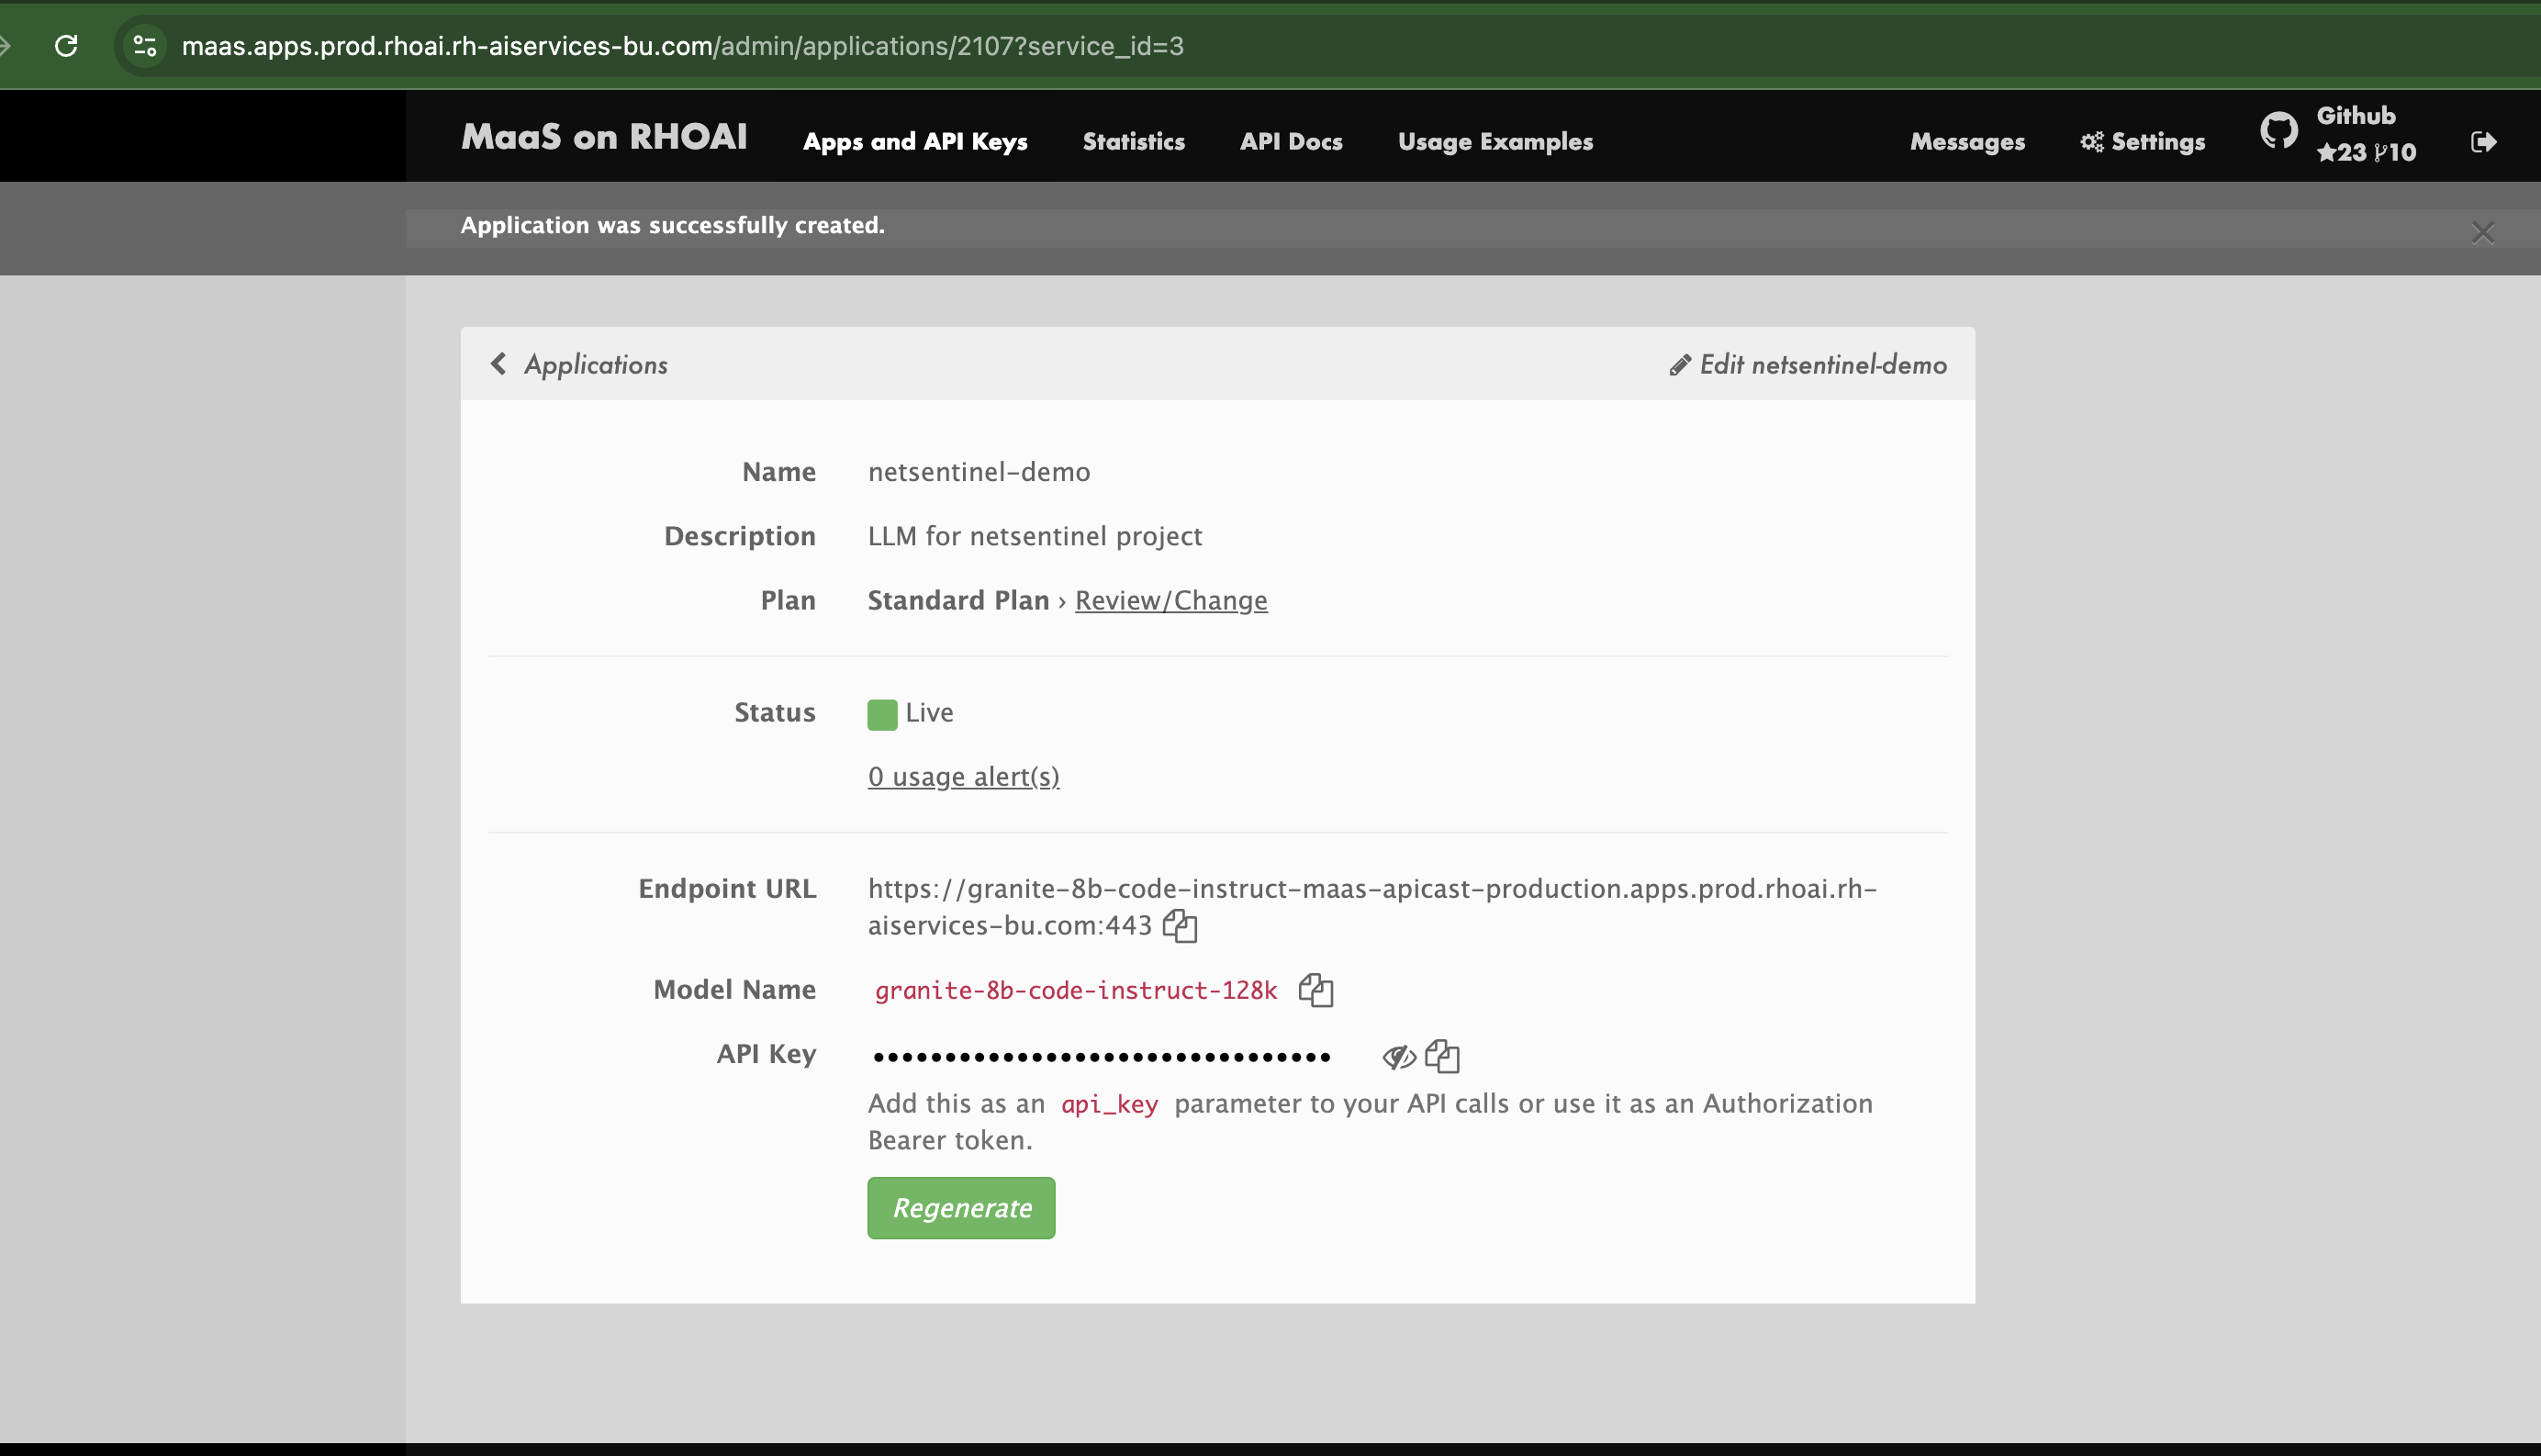 maas.apps.prod.rhoai.rh-aiservices-bu.com/admin/applications/2107?service_id=3
MaaS on RHOAI Apps and API Keys Statistics API Docs Usage Examples Messages Settings Github
23 10
Application was successfully created.
Applications Edit netsentinel-demo
Name netsentinel-demo
Description LLM for netsentinel project
Plan Standard Plan › Review/Change
Status Live
0 usage alert(s)
Endpoint URL https://granite-8b-code-instruct-maas-apicast-production.apps.prod.rhoai.rh-
aiservices-bu.com:443
Model Name granite-8b-code-instruct-128k
API Key ••••••••••••••••••••••••••••••••
Add this as an api_key parameter to your API calls or use it as an Authorization
Bearer token.
Regenerate